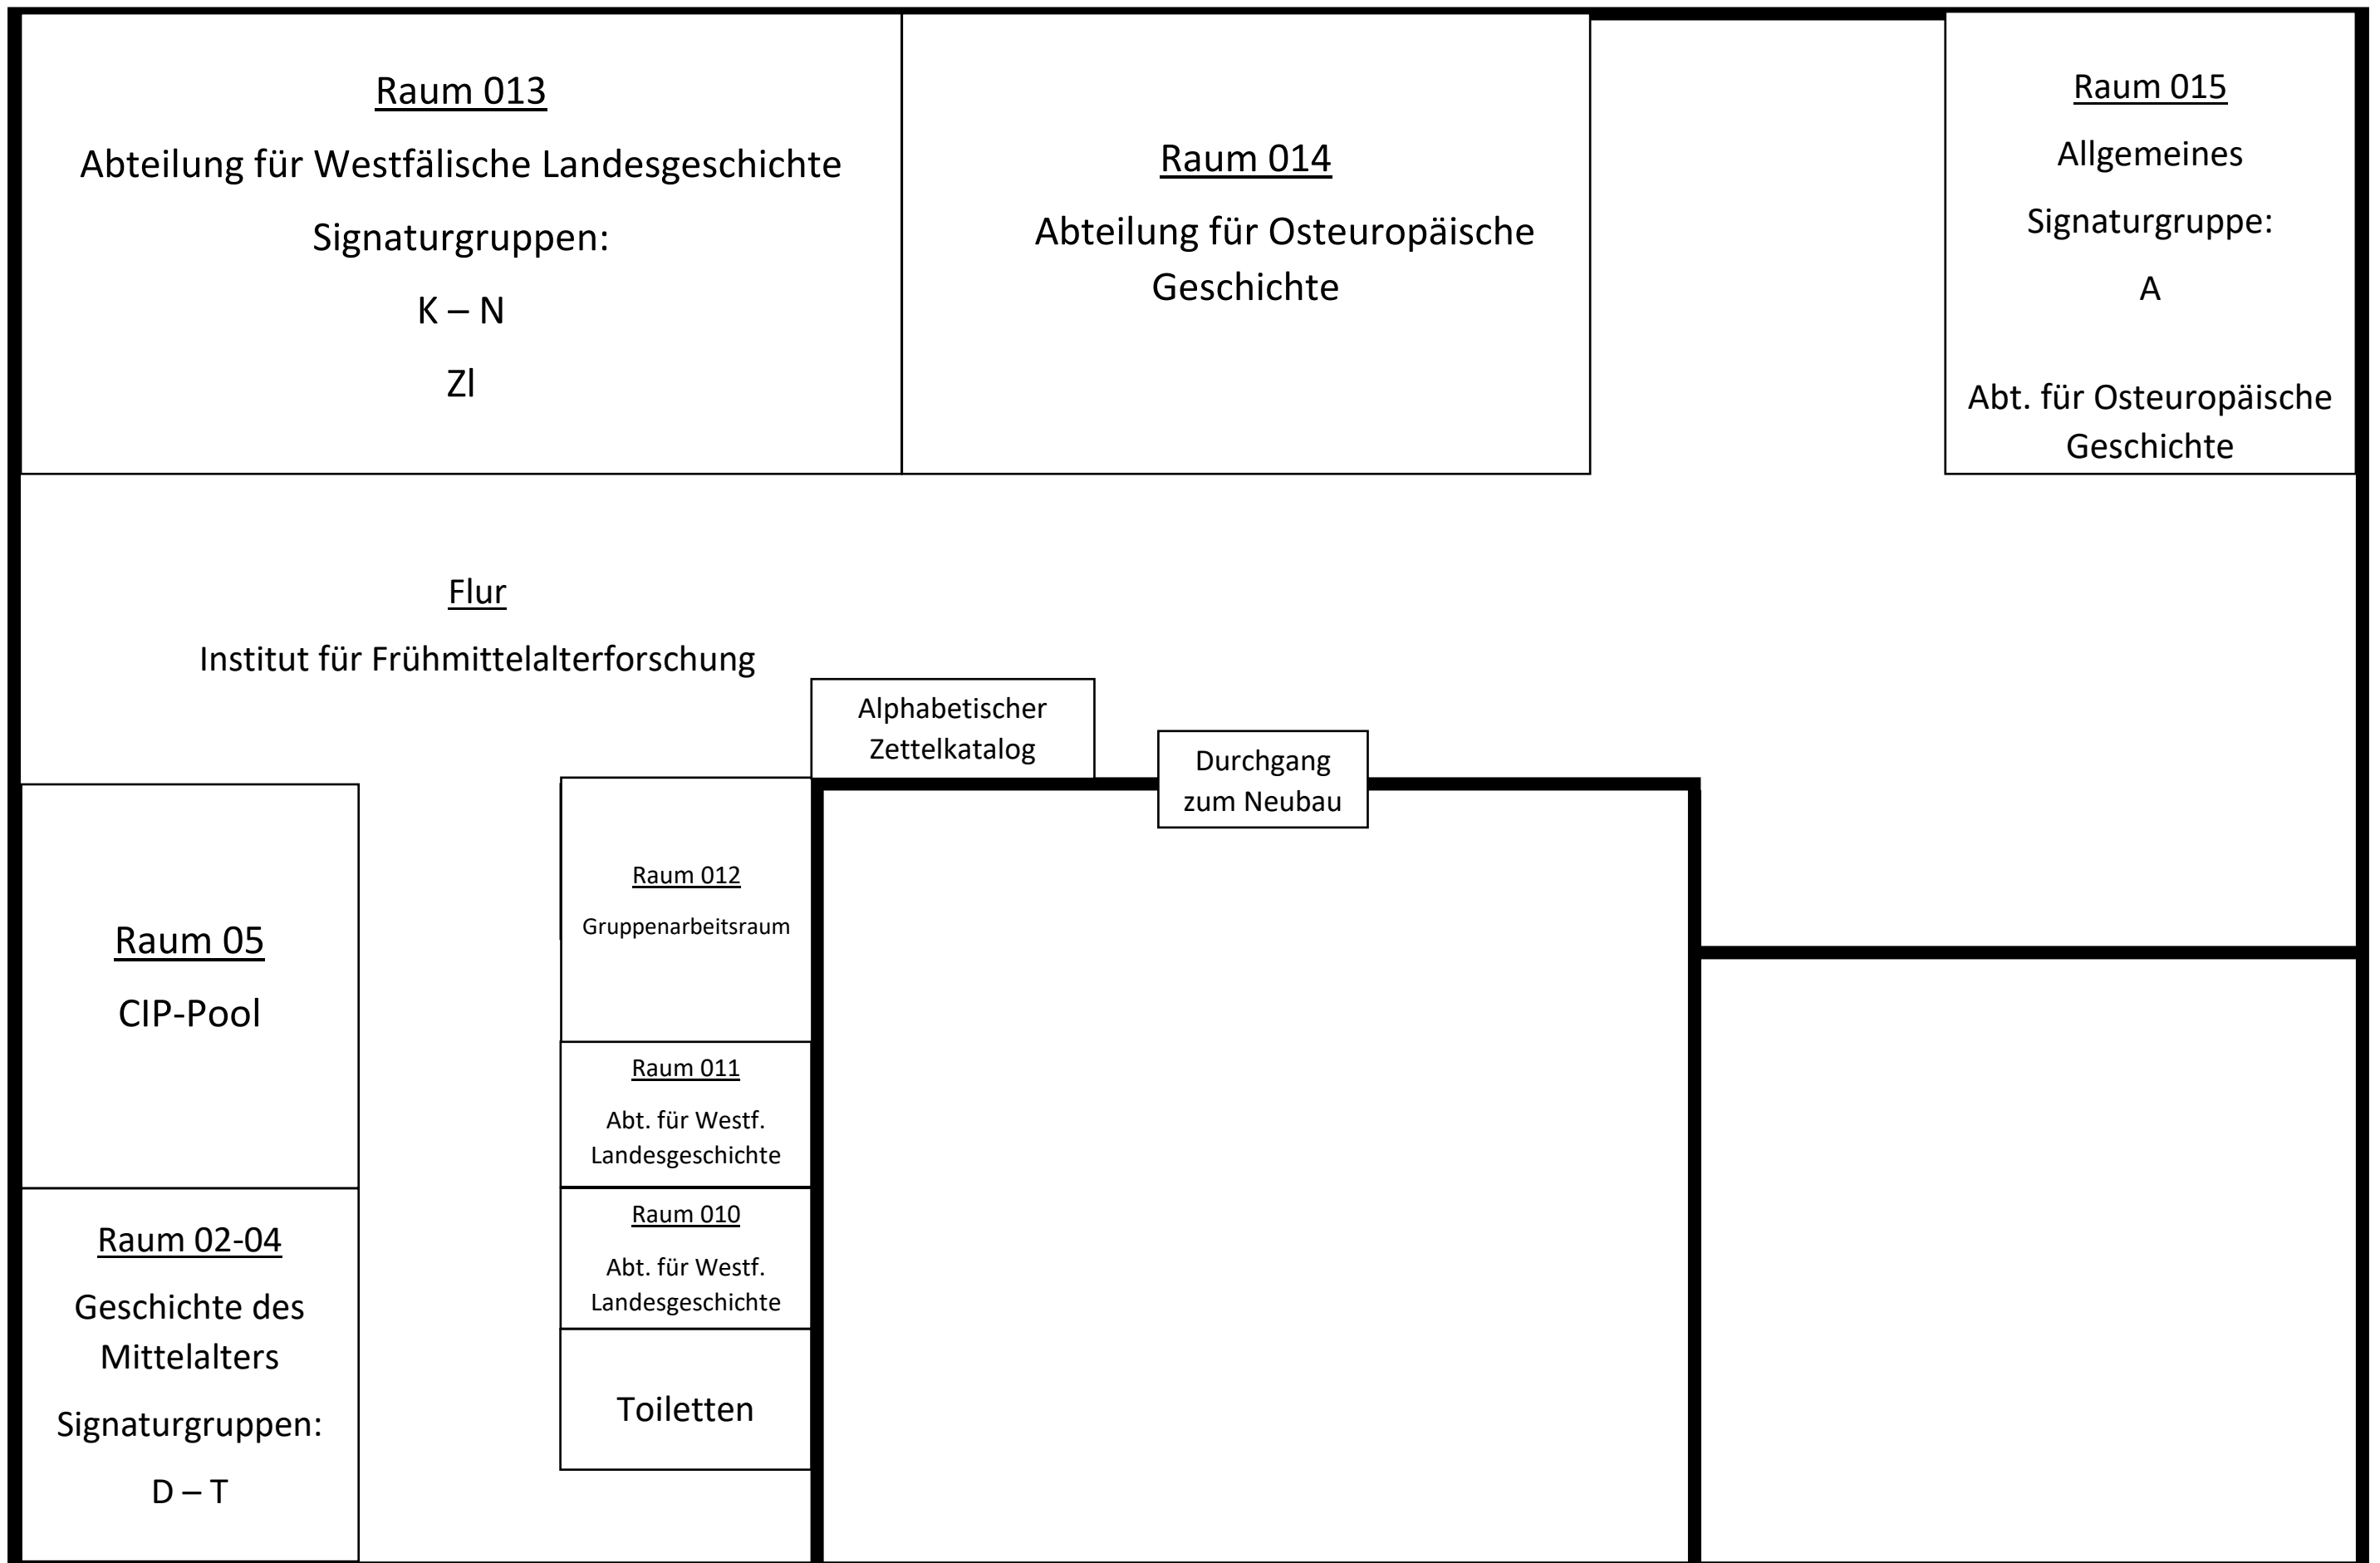 Raum 013
Abteilung für Westfälische Landesgeschichte
Signaturgruppen:
K – N
Zl
Raum 014
Abteilung für Osteuropäische
Geschichte
Raum 015
Allgemeines
Signaturgruppe:
A
Abt. für Osteuropäische
Geschichte
Flur
Institut für Frühmittelalterforschung
Alphabetischer
Zettelkatalog
Durchgang
zum Neubau
Raum 05
CIP-Pool
Raum 012
Gruppenarbeitsraum
Raum 011
Abt. für Westf.
Landesgeschichte
Raum 02-04
Geschichte des
Mittelalters
Signaturgruppen:
D – T
Raum 010
Abt. für Westf.
Landesgeschichte
Toiletten